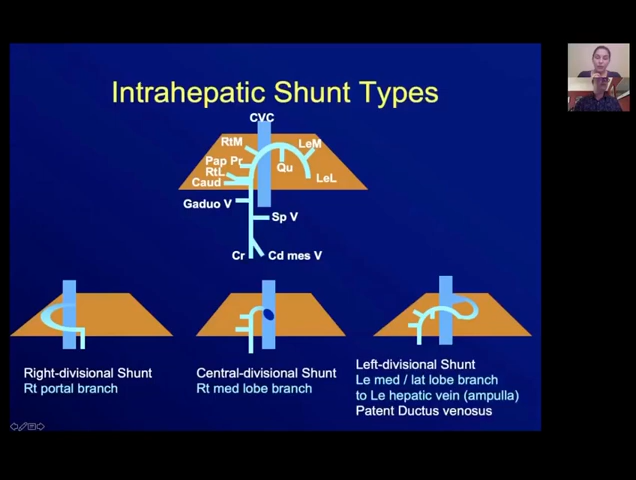 Intrahepatic Shunt Types
CVC
RtM
LeM
Pap Pr
Qu
RtL
LeL
Caud
Gaduo V
Sp V
Cr
Cd mes V
Right-divisional Shunt
Rt portal branch
Central-divisional Shunt
Rt med lobe branch
Left-divisional Shunt
Le med / lat lobe branch
to Le hepatic vein (ampulla)
Patent Ductus venosus